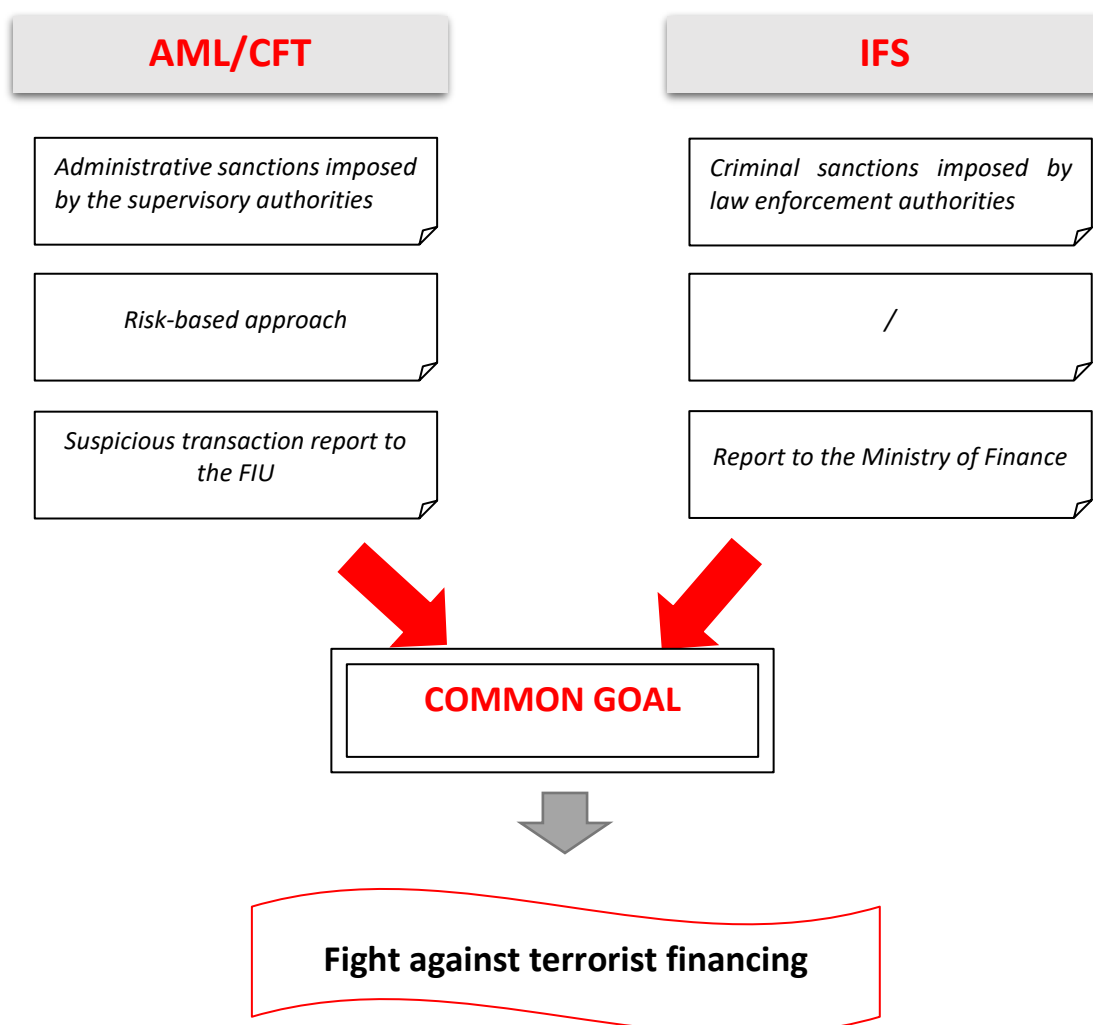 AML/CFT
IFS
Administrative sanctions imposed
by the supervisory authorities
Criminal sanctions imposed by
law enforcement authorities
Risk-based approach
/
Suspicious transaction report to
the FIU
Report to the Ministry of Finance
COMMON GOAL
Fight against terrorist financing